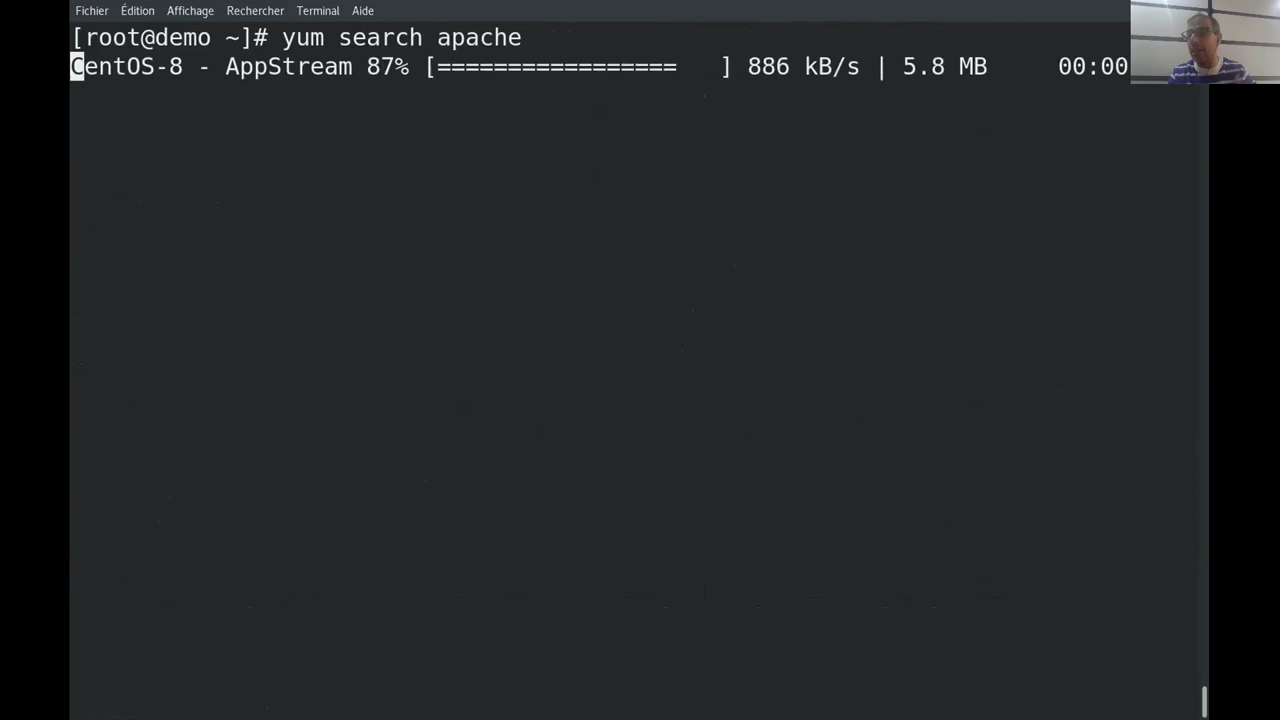 Fichier Édition Affichage Rechercher Terminal Aide
[root@demo ~]# yum search apache
CentOS-8 - AppStream 87% [================= ] 886 kB/s | 5.8 MB 00:00